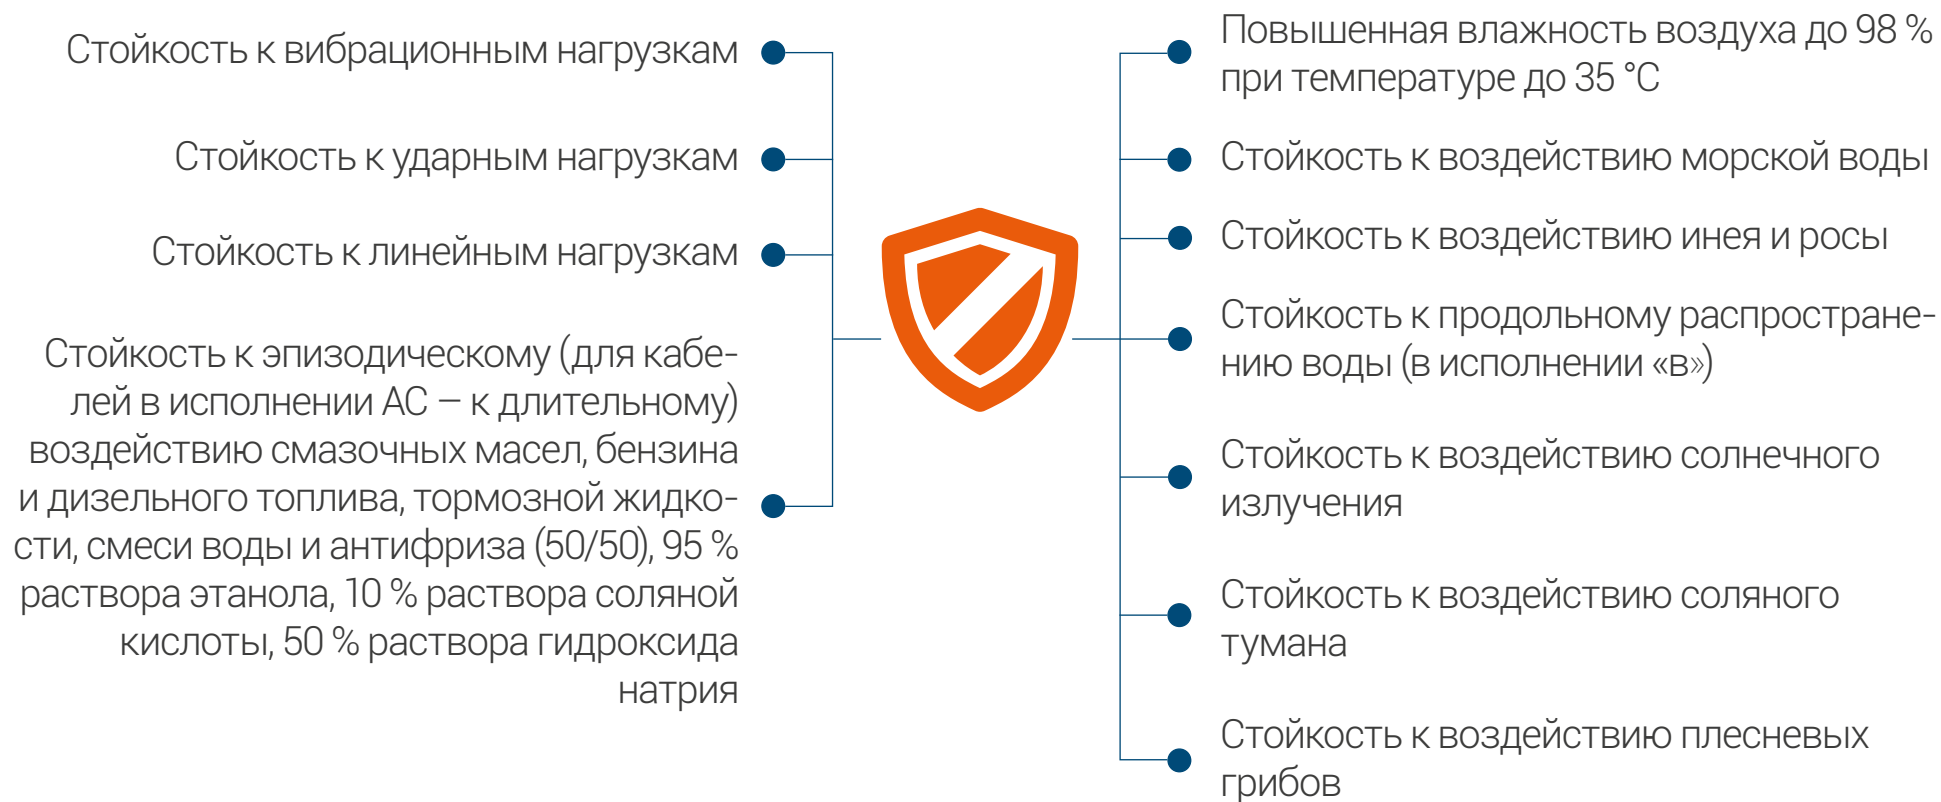 Стойкость к вибрационным нагрузкам
Стойкость к ударным нагрузкам
Стойкость к линейным нагрузкам
Стойкость к эпизодическому (для кабе-
лей в исполнении АС – к длительному)
воздействию смазочных масел, бензина
и дизельного топлива, тормозной жидко-
сти, смеси воды и антифриза (50/50), 95 %
раствора этанола, 10 % раствора соляной
кислоты, 50 % раствора гидроксида
натрия
Повышенная влажность воздуха до 98 %
при температуре до 35 °С
Стойкость к воздействию морской воды
Стойкость к воздействию инея и росы
Стойкость к продольному распростране-
нию воды (в исполнении «в»)
Стойкость к воздействию солнечного
излучения
Стойкость к воздействию соляного
тумана
Стойкость к воздействию плесневых
грибов